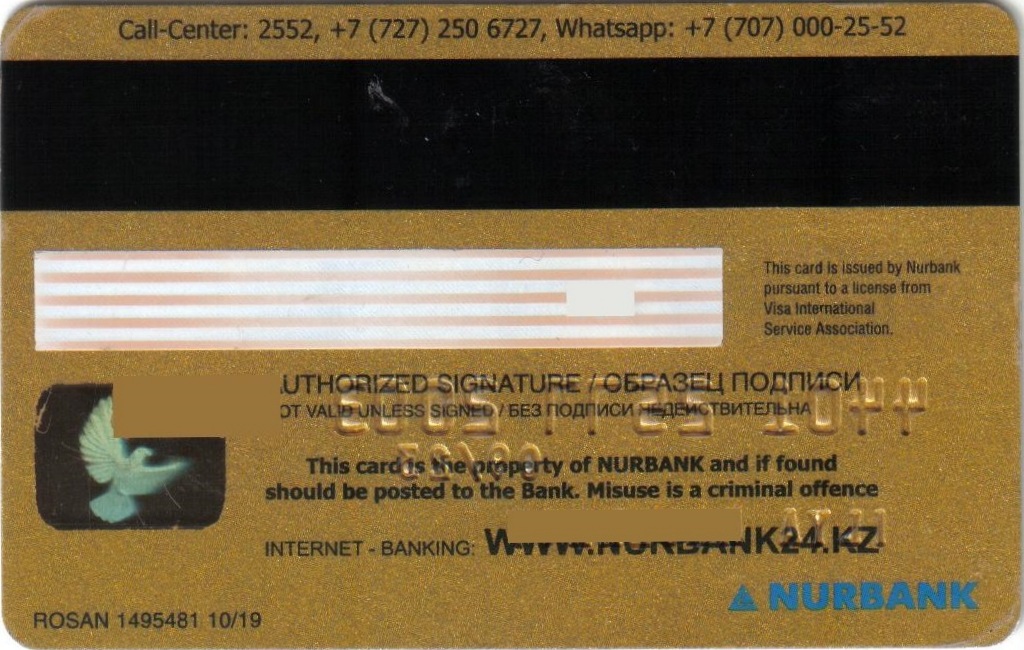 Call-Center: 2552, +7 (727) 250 6727, Whatsapp: +7 (707) 000-25-52
This card is issued by Nurbank
pursuant to a license from
Visa International
Service Association.
UTHORIZED SIGNATURE / ОБРАЗЕЦ ПОДПИСИ
OT VALID UNLESS SIGNED / БЕЗ ПОДПИСИ НЕДЕЙСТВИТЕЛЬНА
This card is the property of NURBANK and if found
should be posted to the Bank. Misuse is a criminal offence
INTERNET - BANKING: WWW.NURBANK24.KZ
NURBANK
ROSAN 1495481 10/19